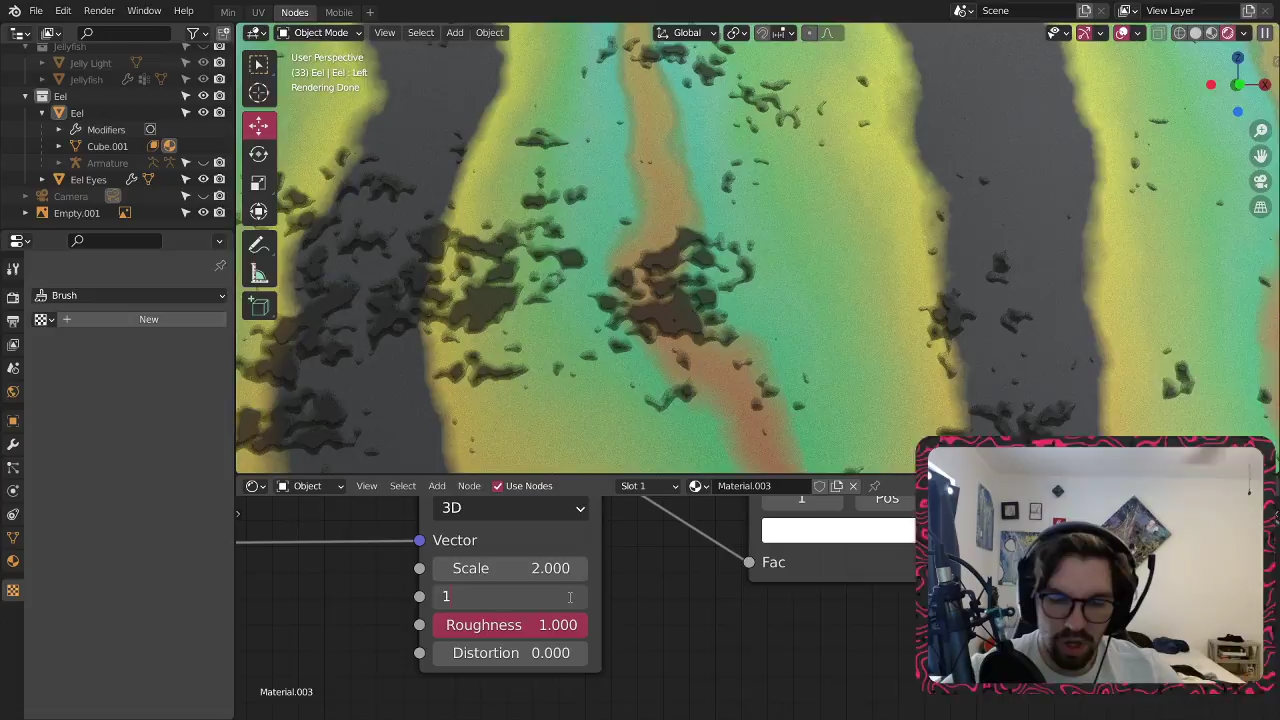 File Edit Render Window Help Min UV Nodes Mobile + Scene View Layer
Object Mode View Select Add Object Global
User Perspective
(33) Eel | Eel : Left
Rendering Done
Z
X
Jellyfish
Jelly Light
Jellyfish
Eel
Eel
Modifiers
Cube.001
Armature
Eel Eyes
Camera
Empty.001
Brush
+ New
Object View Select Add Node Use Nodes Slot 1 Material.003
3D
1 Pos
Vector
Fac
Scale 2.000
1
Roughness 1.000
Distortion 0.000
Material.003